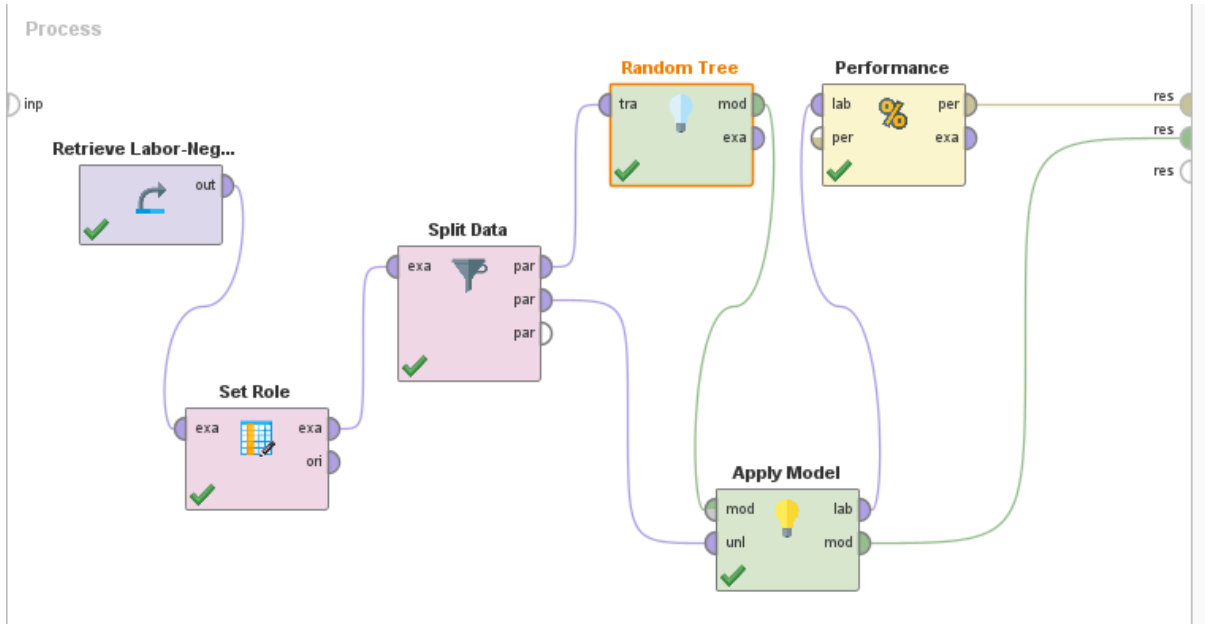 Process
inp
Retrieve Labor-Neg...
out
Set Role
exa exa
ori
Split Data
exa par
par
par
Random Tree
tra mod
exa
Performance
% 
lab per
per exa
Apply Model
mod lab
unl mod
res
res
res